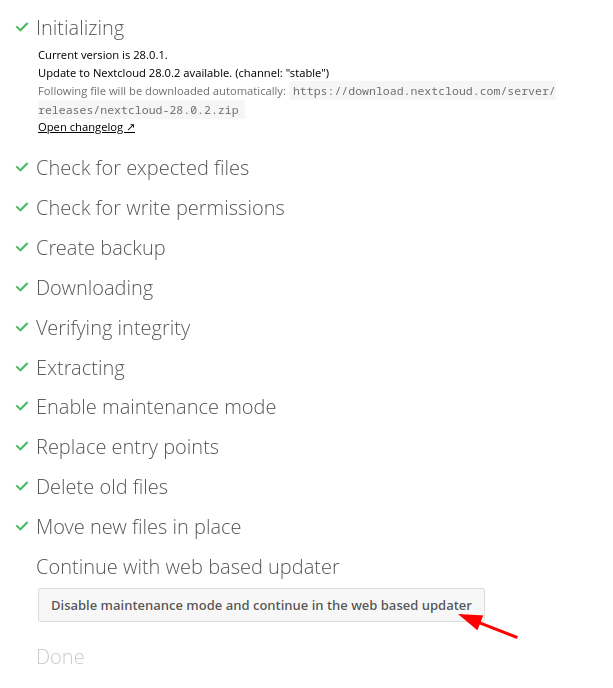 Initializing
Current version is 28.0.1.
Update to Nextcloud 28.0.2 available. (channel: "stable")
Following file will be downloaded automatically: https://download.nextcloud.com/server/
releases/nextcloud-28.0.2.zip
Open changelog ↗
Check for expected files
Check for write permissions
Create backup
Downloading
Verifying integrity
Extracting
Enable maintenance mode
Replace entry points
Delete old files
Move new files in place
Continue with web based updater
Disable maintenance mode and continue in the web based updater
Done